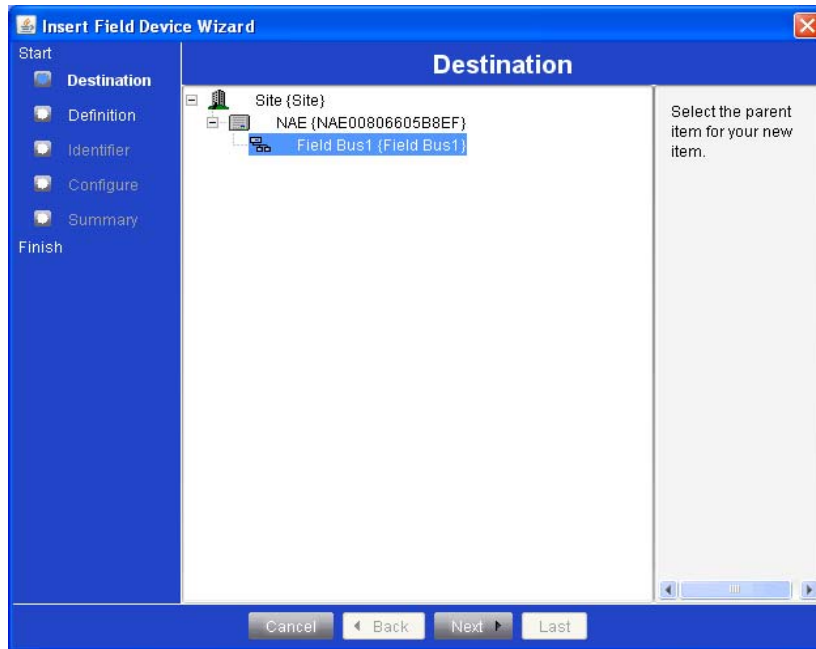 Insert Field Device Wizard
Start
Destination
Definition
Identifier
Configure
Summary
Finish
Destination
Site {Site}
NAE {NAE00806605B8EF}
Field Bus1 {Field Bus1}
Select the parent
item for your new
item.
Cancel
Back
Next
Last